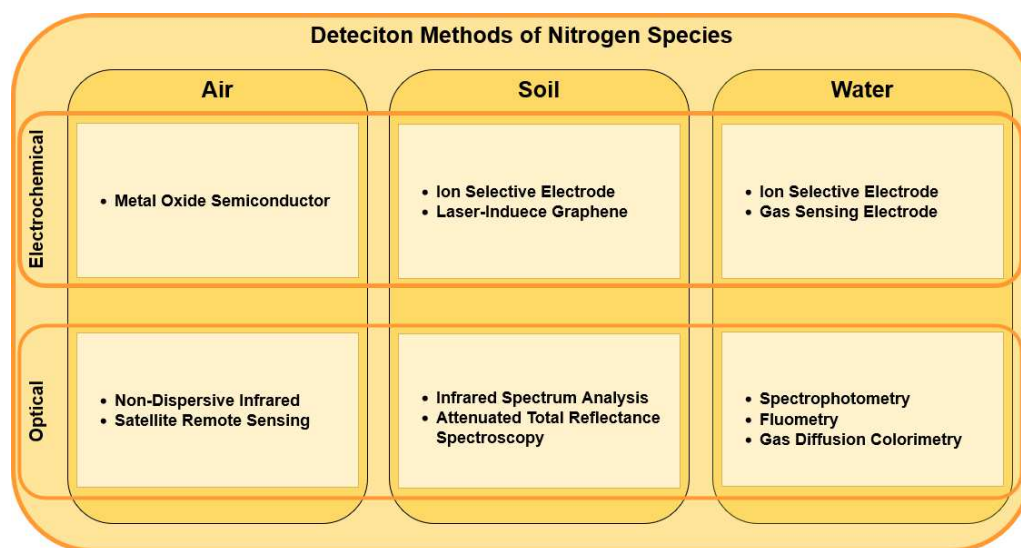 Deteciton Methods of Nitrogen Species
Air
Soil
Water
Electrochemical
• Metal Oxide Semiconductor
• Ion Selective Electrode
• Laser-Induece Graphene
• Ion Selective Electrode
• Gas Sensing Electrode
Optical
• Non-Dispersive Infrared
• Satellite Remote Sensing
• Infrared Spectrum Analysis
• Attenuated Total Reflectance
Spectroscopy
• Spectrophotometry
• Fluometry
• Gas Diffusion Colorimetry